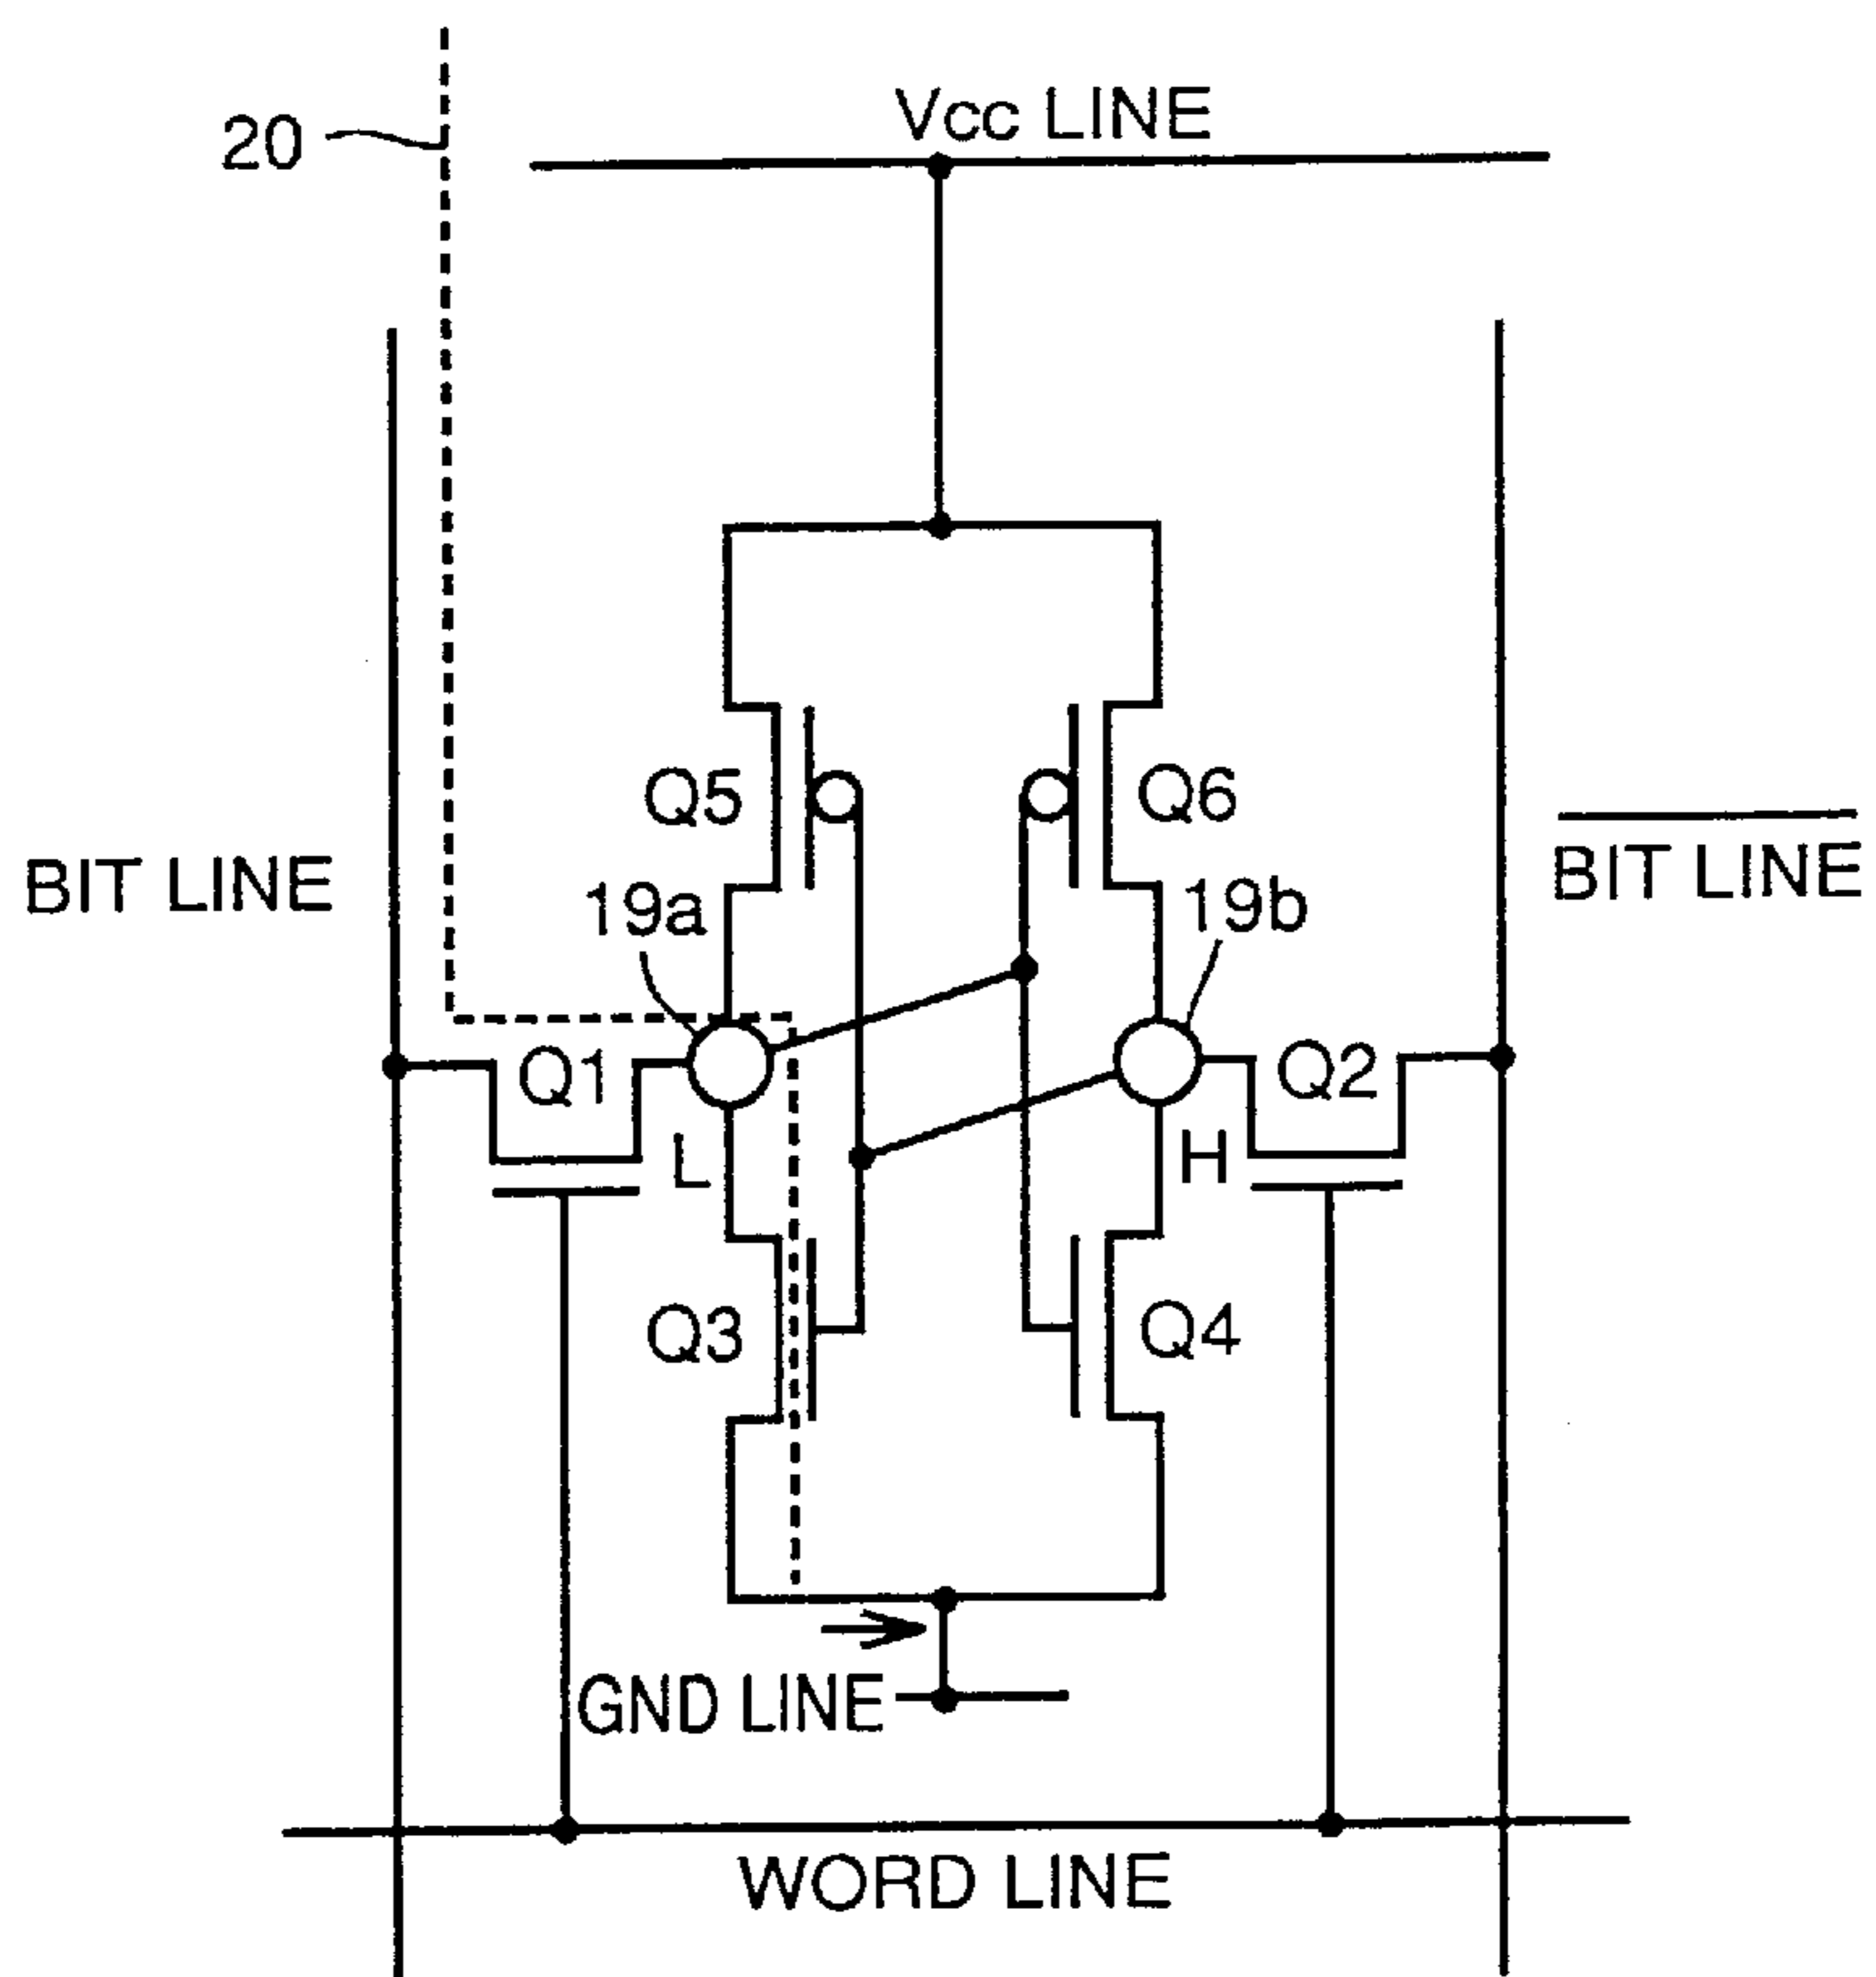 20
Vcc LINE
Q5
Q6
BIT LINE
19a
19b
BIT LINE
Q1
Q2
L
H
Q3
Q4
GND LINE
WORD LINE